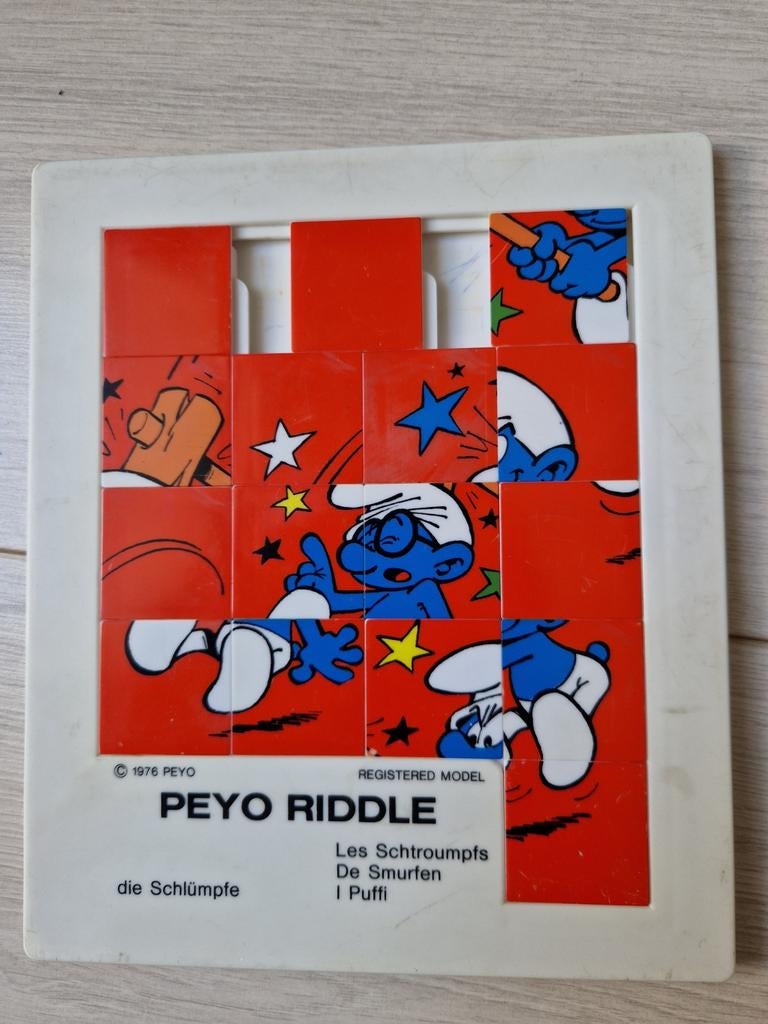 © 1976 PEYO REGISTERED MODEL
PEYO RIDDLE
Les Schtroumpfs
De Smurfen
die Schlümpfe I Puffi